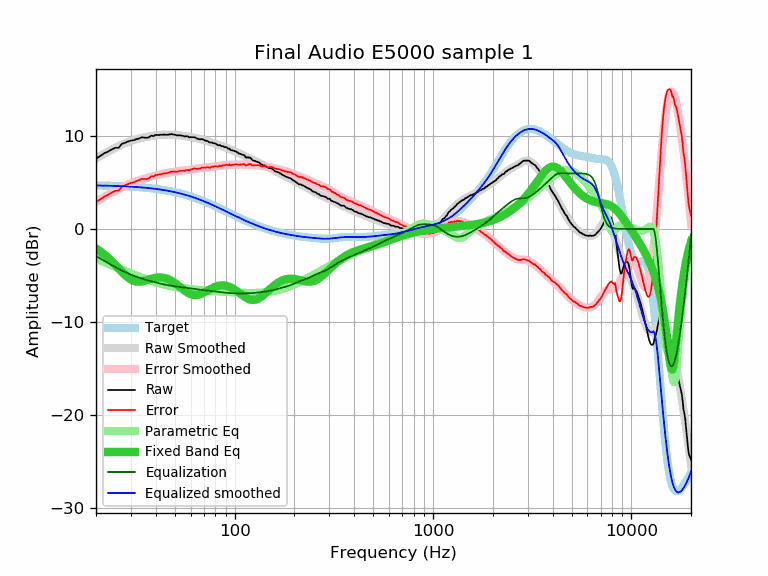 Final Audio E5000 sample 1
Amplitude (dBr)
10
0
−10
−20
−30
Target
Raw Smoothed
Error Smoothed
Raw
Error
Parametric Eq
Fixed Band Eq
Equalization
Equalized smoothed
100 1000 10000
Frequency (Hz)